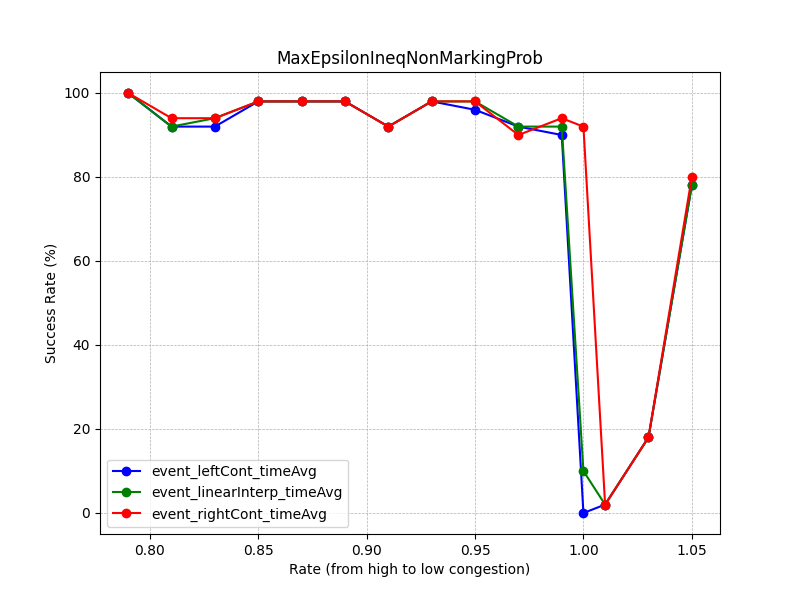 MaxEpsilonIneqNonMarkingProb
Success Rate (%)
100
80
60
40
20
0
event_leftCont_timeAvg
event_linearInterp_timeAvg
event_rightCont_timeAvg
0.80 0.85 0.90 0.95 1.00 1.05
Rate (from high to low congestion)